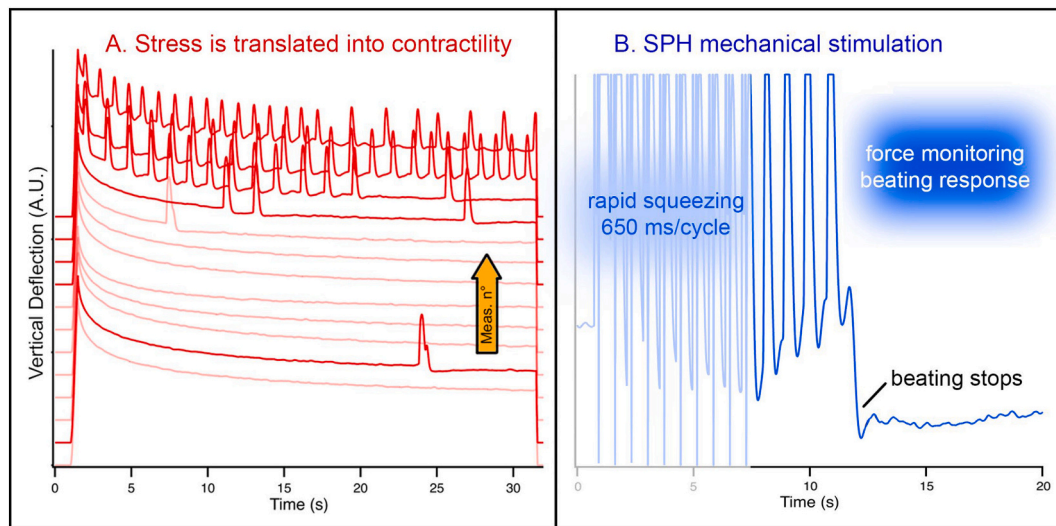 A. Stress is translated into contractility
Vertical Deflection (A.U.)
Meas. n°
0 5 10 15 20 25 30
Time (s)
B. SPH mechanical stimulation
rapid squeezing
650 ms/cycle
force monitoring
beating response
beating stops
0 5 10 15 20
Time (s)